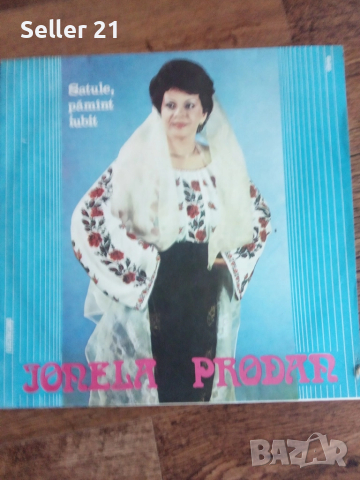 Seller 21
Satule,
pămînt
iubit
IONELA PRODAN
BAZAR